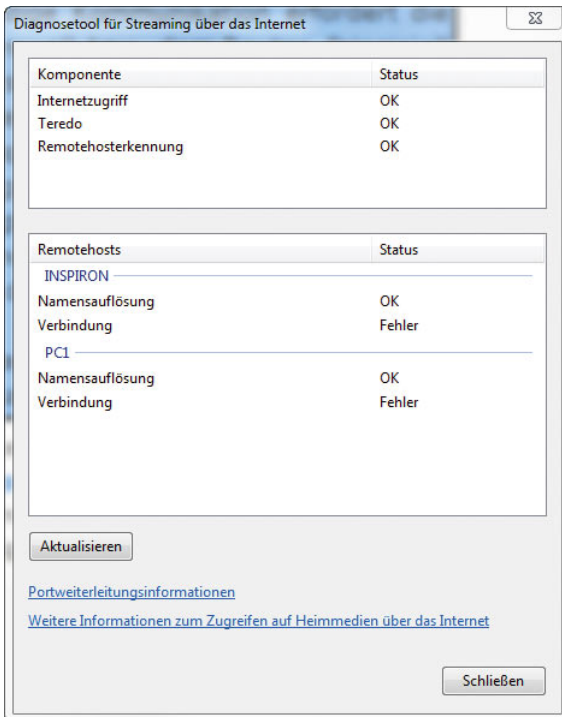 Diagnosetool für Streaming über das Internet
Komponente Status
Internetzugriff OK
Teredo OK
Remotehosterkennung OK
Remotehosts Status
INSPIRON
Namensauflösung OK
Verbindung Fehler
PC1
Namensauflösung OK
Verbindung Fehler
Aktualisieren
Portweiterleitungsinformationen
Weitere Informationen zum Zugreifen auf Heimmedien über das Internet
Schließen